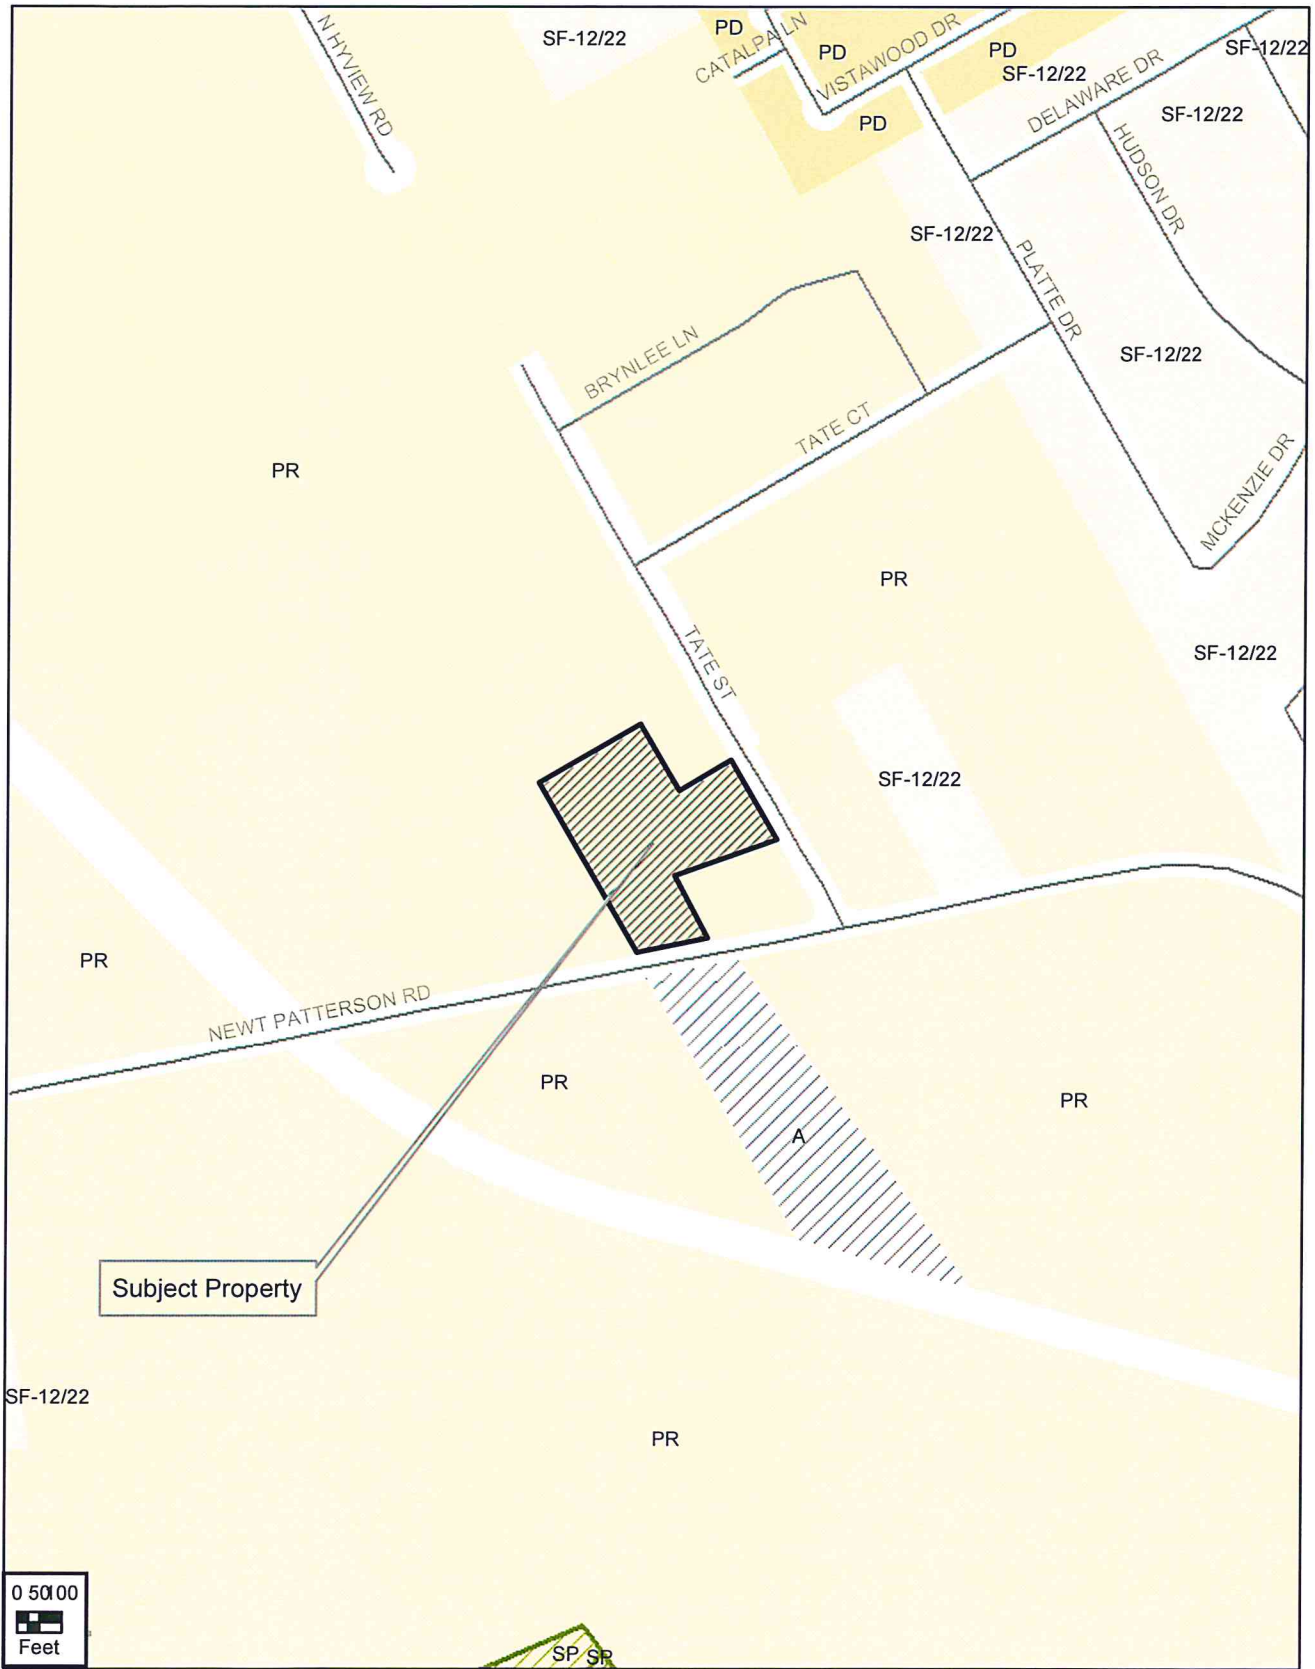 N HYVIEW RD
SF-12/22
PD
CATALPA LN
PD
VISTAWOOD DR
PD
SF-12/22
SF-12/22
DELAWARE DR
PD
SF-12/22
HUDSON DR
SF-12/22
PLATTE DR
BRYNLEE LN
SF-12/22
TATE CT
PR
MCKENZIE DR
PR
TATE ST
SF-12/22
SF-12/22
PR
NEWT PATTERSON RD
PR
PR
A
Subject Property
SF-12/22
PR
0 50 100
Feet
SP SP